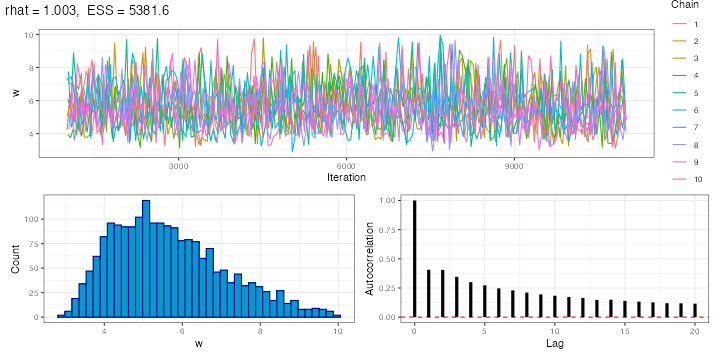 rhat = 1.003,  ESS = 5381.6
Chain
1
2
3
4
5
6
7
8
9
10
w
10
8
6
4
3000 6000 9000
Iteration
Count
100
75
50
25
0
4 6 8 10
w
Autocorrelation
1.00
0.75
0.50
0.25
0.00
0 5 10 15 20
Lag